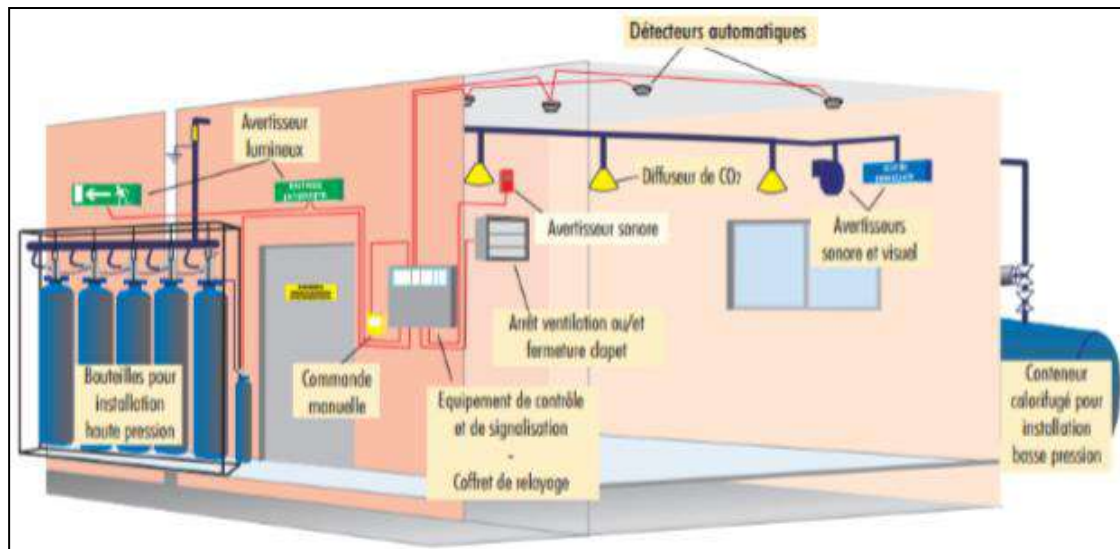 Détecteurs automatiques
Avertisseur
lumineux
ENTREE
INTERDITE
Diffuseur de CO2
Avertisseur sonore
Avertisseurs
sonore et visuel
Arrêt ventilation ou/et
fermeture clapet
Bouteilles pour
installation
haute pression
Commande
manuelle
Equipement de contrôle
et de signalisation
-
Coffret de relayage
Conteneur
calorifugé pour
installation
basse pression